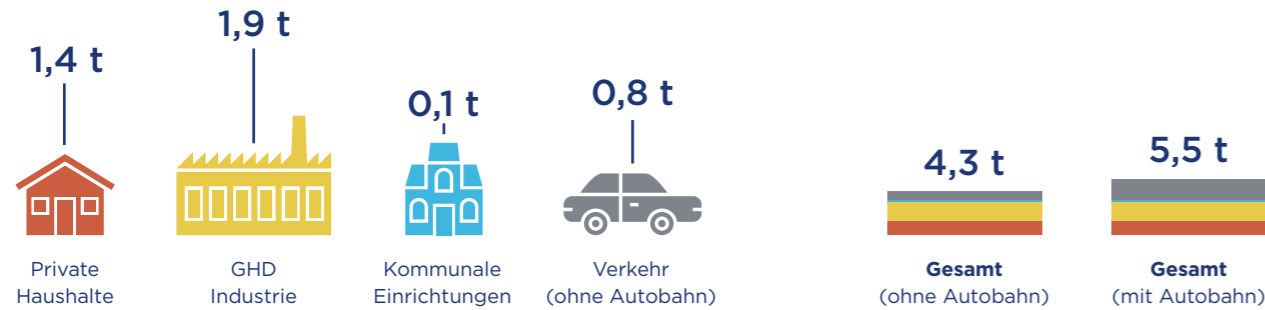 1,4 t
1,9 t
0,1 t
0,8 t
4,3 t
5,5 t
Private
Haushalte
GHD
Industrie
Kommunale
Einrichtungen
Verkehr
(ohne Autobahn)
Gesamt
(ohne Autobahn)
Gesamt
(mit Autobahn)